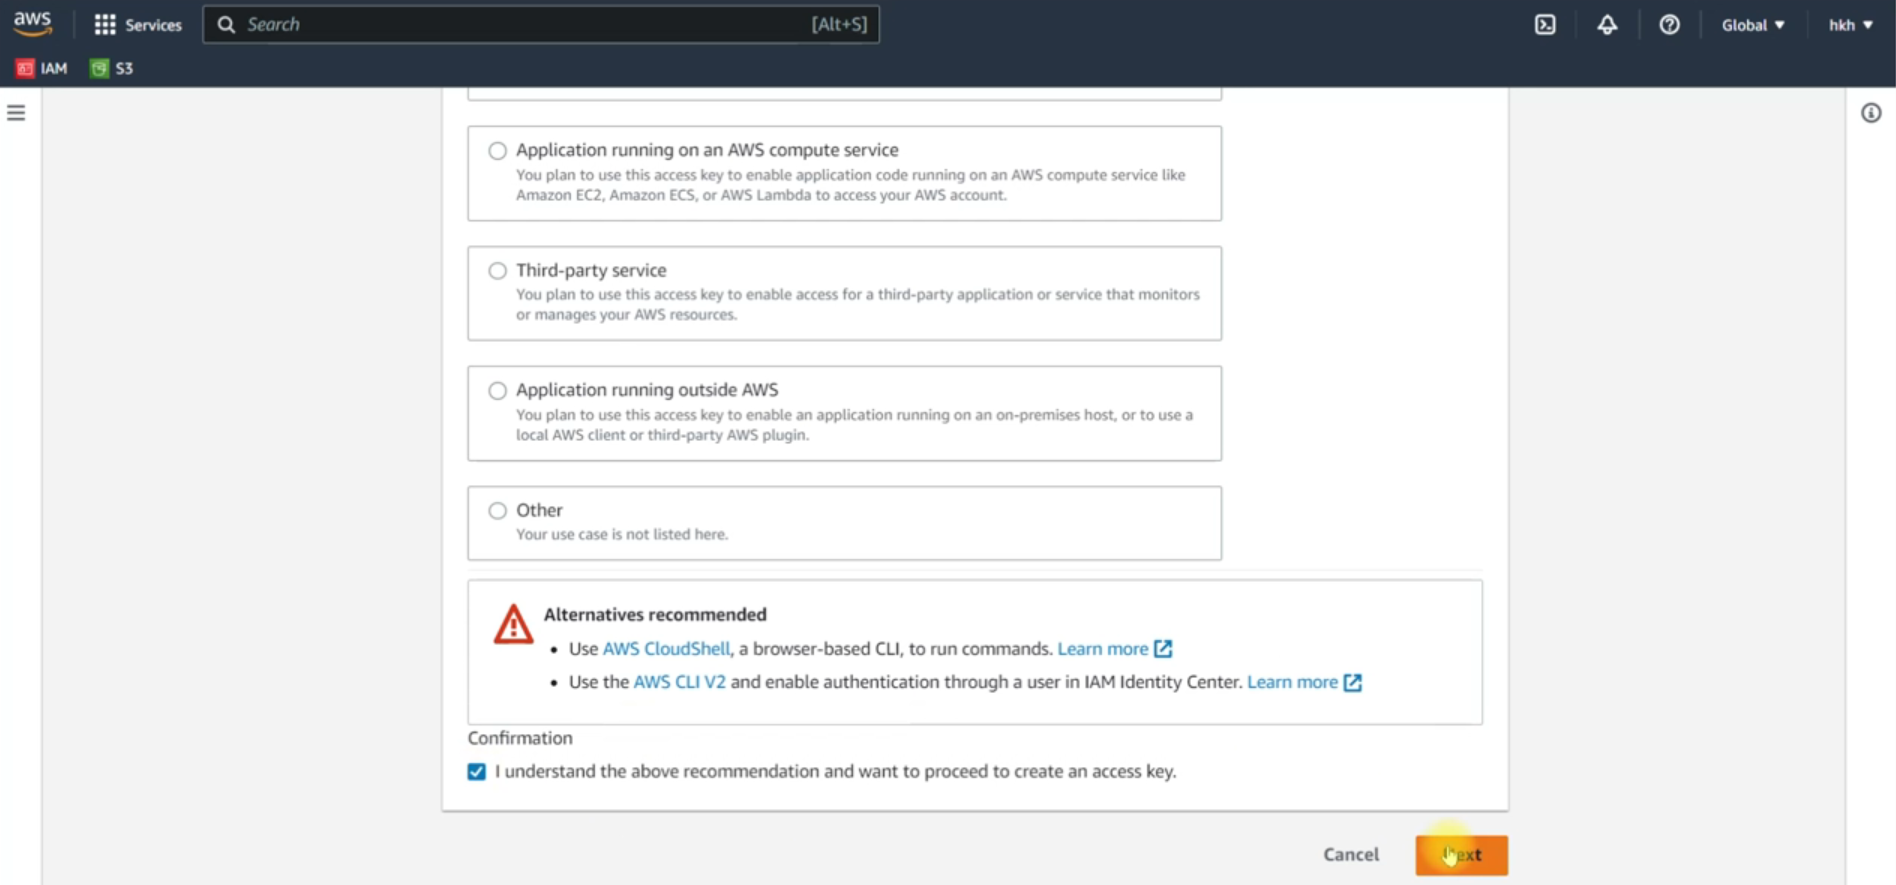 aws
Services
Search
[Alt+S]
Global
hkh
IAM
S3
Application running on an AWS compute service
You plan to use this access key to enable application code running on an AWS compute service like
Amazon EC2, Amazon ECS, or AWS Lambda to access your AWS account.
Third-party service
You plan to use this access key to enable access for a third-party application or service that monitors
or manages your AWS resources.
Application running outside AWS
You plan to use this access key to enable an application running on an on-premises host, or to use a
local AWS client or third-party AWS plugin.
Other
Your use case is not listed here.
Alternatives recommended
• Use AWS CloudShell, a browser-based CLI, to run commands. Learn more
• Use the AWS CLI V2 and enable authentication through a user in IAM Identity Center. Learn more
Confirmation
I understand the above recommendation and want to proceed to create an access key.
Cancel
Next